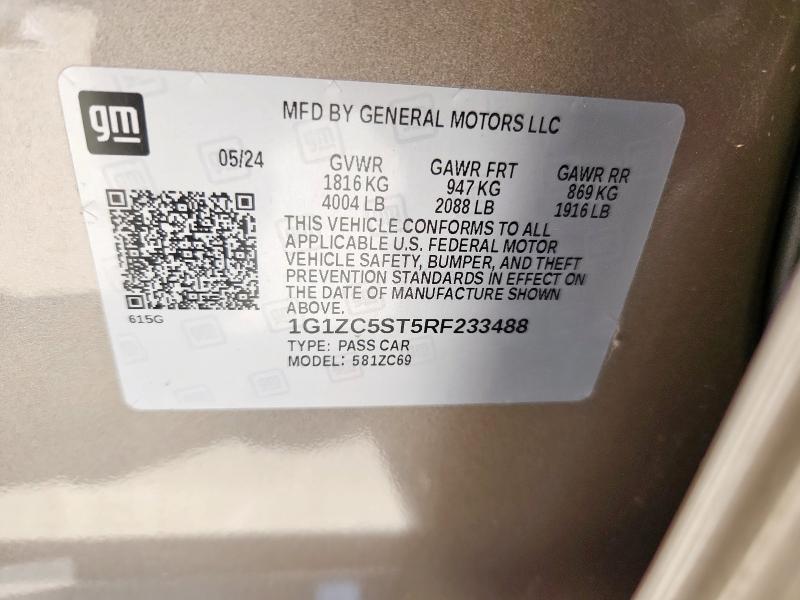 gm
MFD BY GENERAL MOTORS LLC
05/24
GVWR
1816 KG
4004 LB
GAWR FRT
947 KG
2088 LB
GAWR RR
869 KG
1916 LB
THIS VEHICLE CONFORMS TO ALL
APPLICABLE U.S. FEDERAL MOTOR
VEHICLE SAFETY, BUMPER, AND THEFT
PREVENTION STANDARDS IN EFFECT ON
THE DATE OF MANUFACTURE SHOWN
ABOVE.
615G
1G1ZC5ST5RF233488
TYPE: PASS CAR
MODEL: 581ZC69